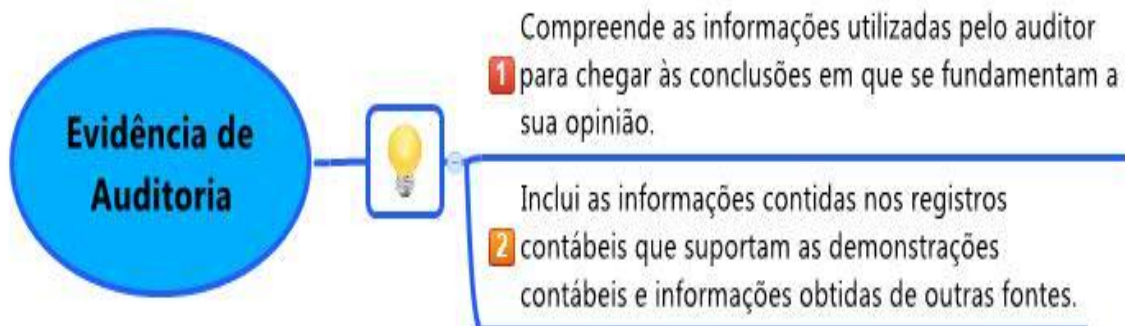 Evidência de
Auditoria
Compreende as informações utilizadas pelo auditor
1 para chegar às conclusões em que se fundamentam a
sua opinião.
Inclui as informações contidas nos registros
2 contábeis que suportam as demonstrações
contábeis e informações obtidas de outras fontes.